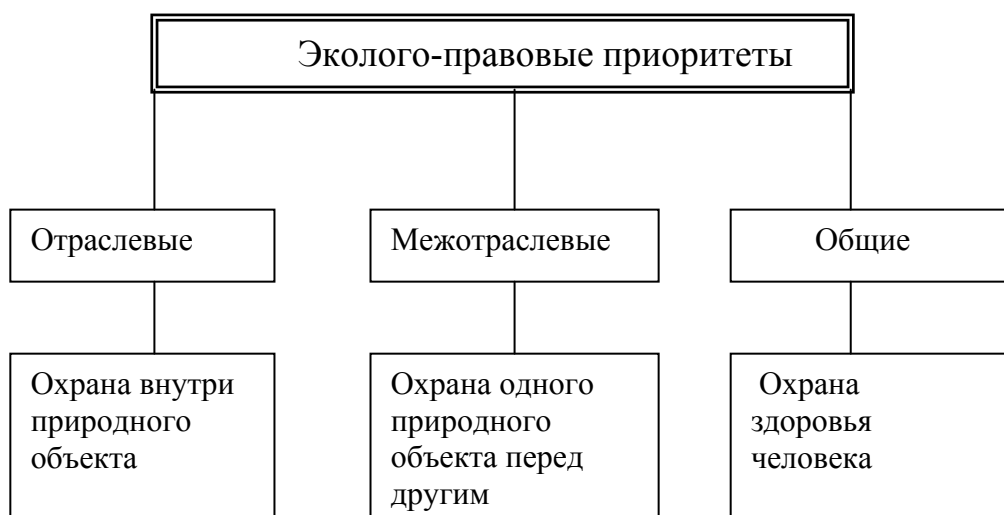 Эколого-правовые приоритеты
Отраслевые
Межотраслевые
Общие
Охрана внутри
природного
объекта
Охрана одного
природного
объекта перед
другим
Охрана
здоровья
человека